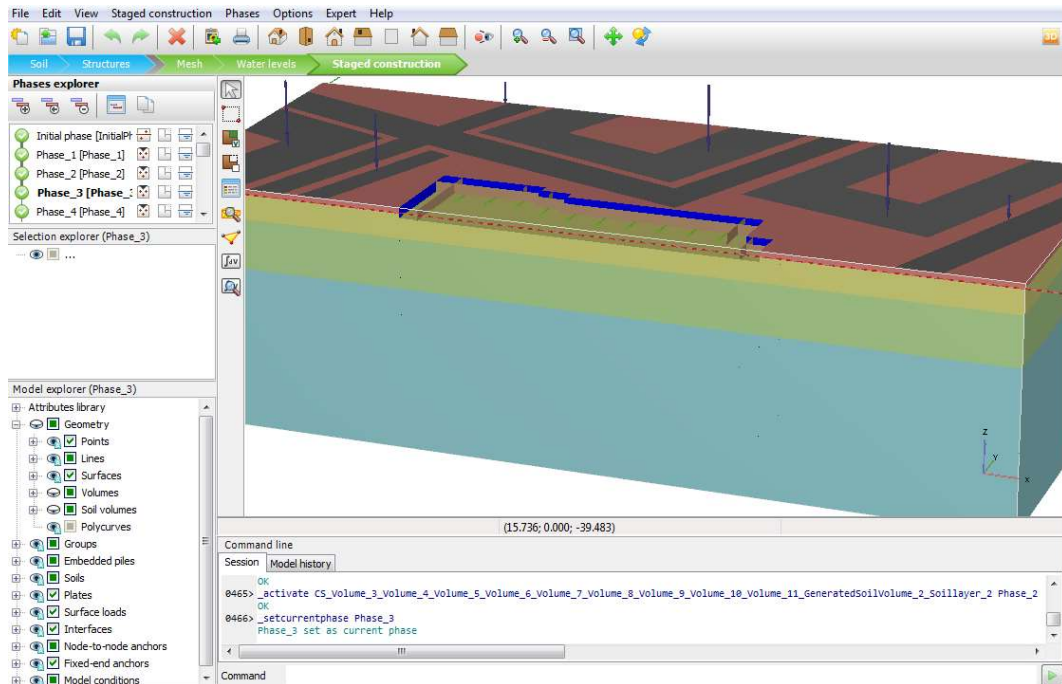 File Edit View Staged construction Phases Options Expert Help
3D
Soil Structures Mesh Water levels Staged construction
Phases explorer
Initial phase [InitialPh
Phase_1 [Phase_1]
Phase_2 [Phase_2]
Phase_3 [Phase_3
Phase_4 [Phase_4]
Selection explorer (Phase_3)
...
Model explorer (Phase_3)
Attributes library
Geometry
Points
Lines
Surfaces
Volumes
Soil volumes
Polycurves
Groups
Embedded piles
Soils
Plates
Surface loads
Interfaces
Node-to-node anchors
Fixed-end anchors
Model conditions
∫dV
Z
Y
X
(15.736; 0.000; -39.483)
Command line
Session Model history
OK
0465> _activate CS_Volume_3_Volume_4_Volume_5_Volume_6_Volume_7_Volume_8_Volume_9_Volume_10_Volume_11_GeneratedSoilVolume_2_Soillayer_2 Phase_2
OK
0466> _setcurrentphase Phase_3
Phase_3 set as current phase
Command